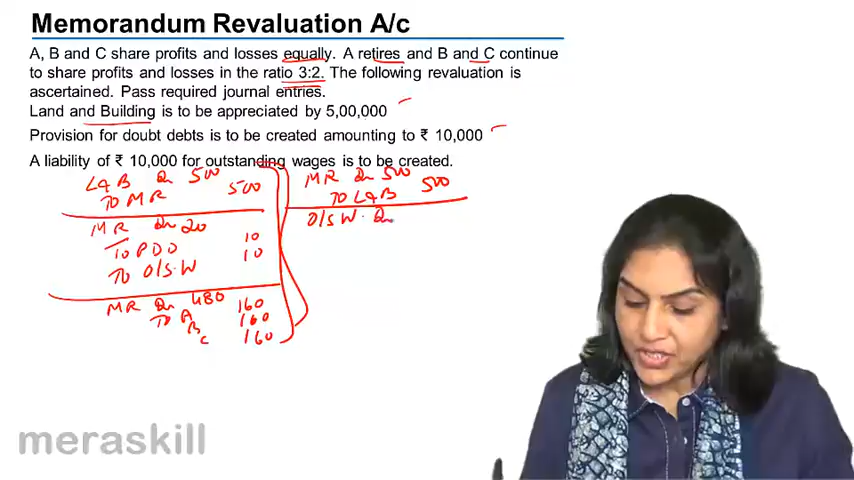 Memorandum Revaluation A/c
A, B and C share profits and losses equally. A retires and B and C continue
to share profits and losses in the ratio 3:2. The following revaluation is
ascertained. Pass required journal entries.
Land and Building is to be appreciated by 5,00,000
Provision for doubt debts is to be created amounting to ₹ 10,000
A liability of ₹ 10,000 for outstanding wages is to be created.
L&B Dr 500
To MR 500
MR Dr 20
To PDD 10
To O/S.W 10
MR Dr 480
To A 160
B 160
C 160
MR Dr 500
To L&B 500
O/S W. Dr
meraskill